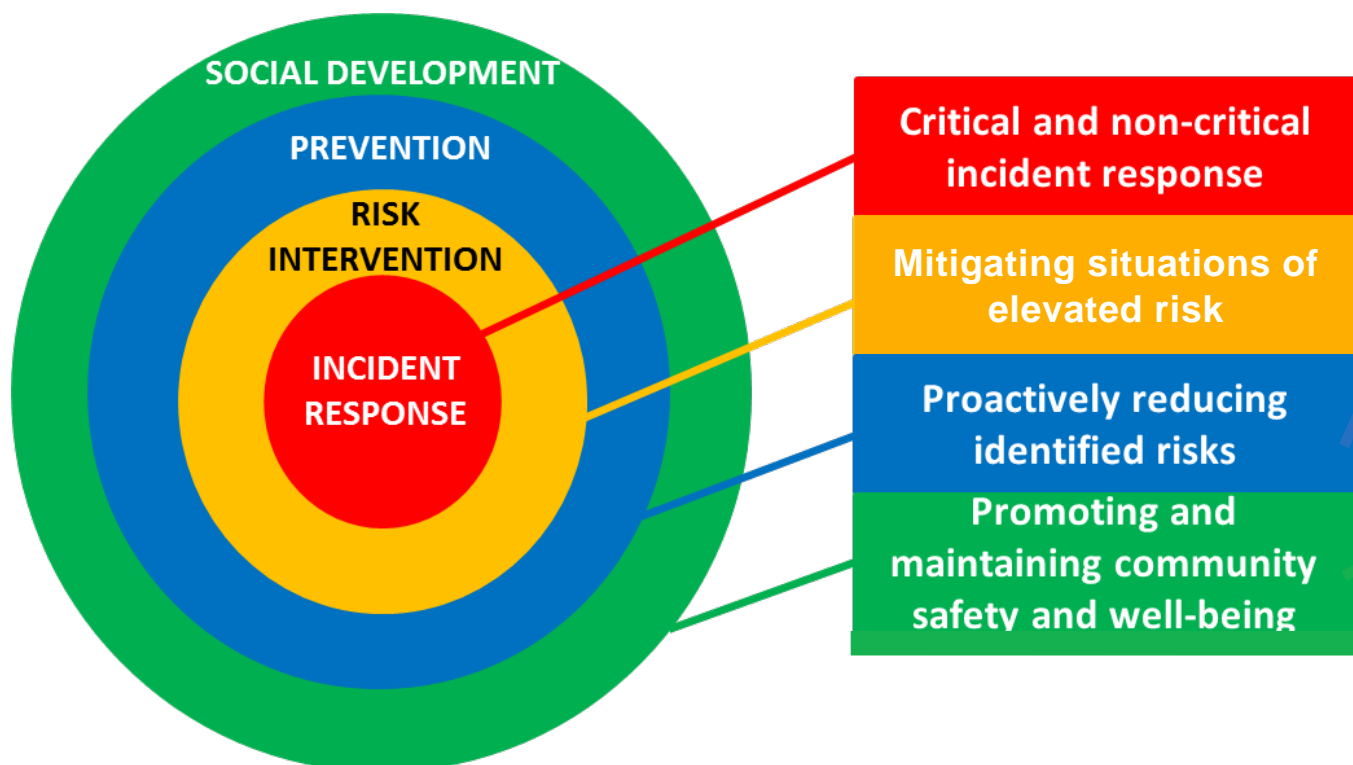 SOCIAL DEVELOPMENT
PREVENTION
RISK
INTERVENTION
INCIDENT
RESPONSE
Critical and non-critical
incident response
Mitigating situations of
elevated risk
Proactively reducing
identified risks
Promoting and
maintaining community
safety and well-being